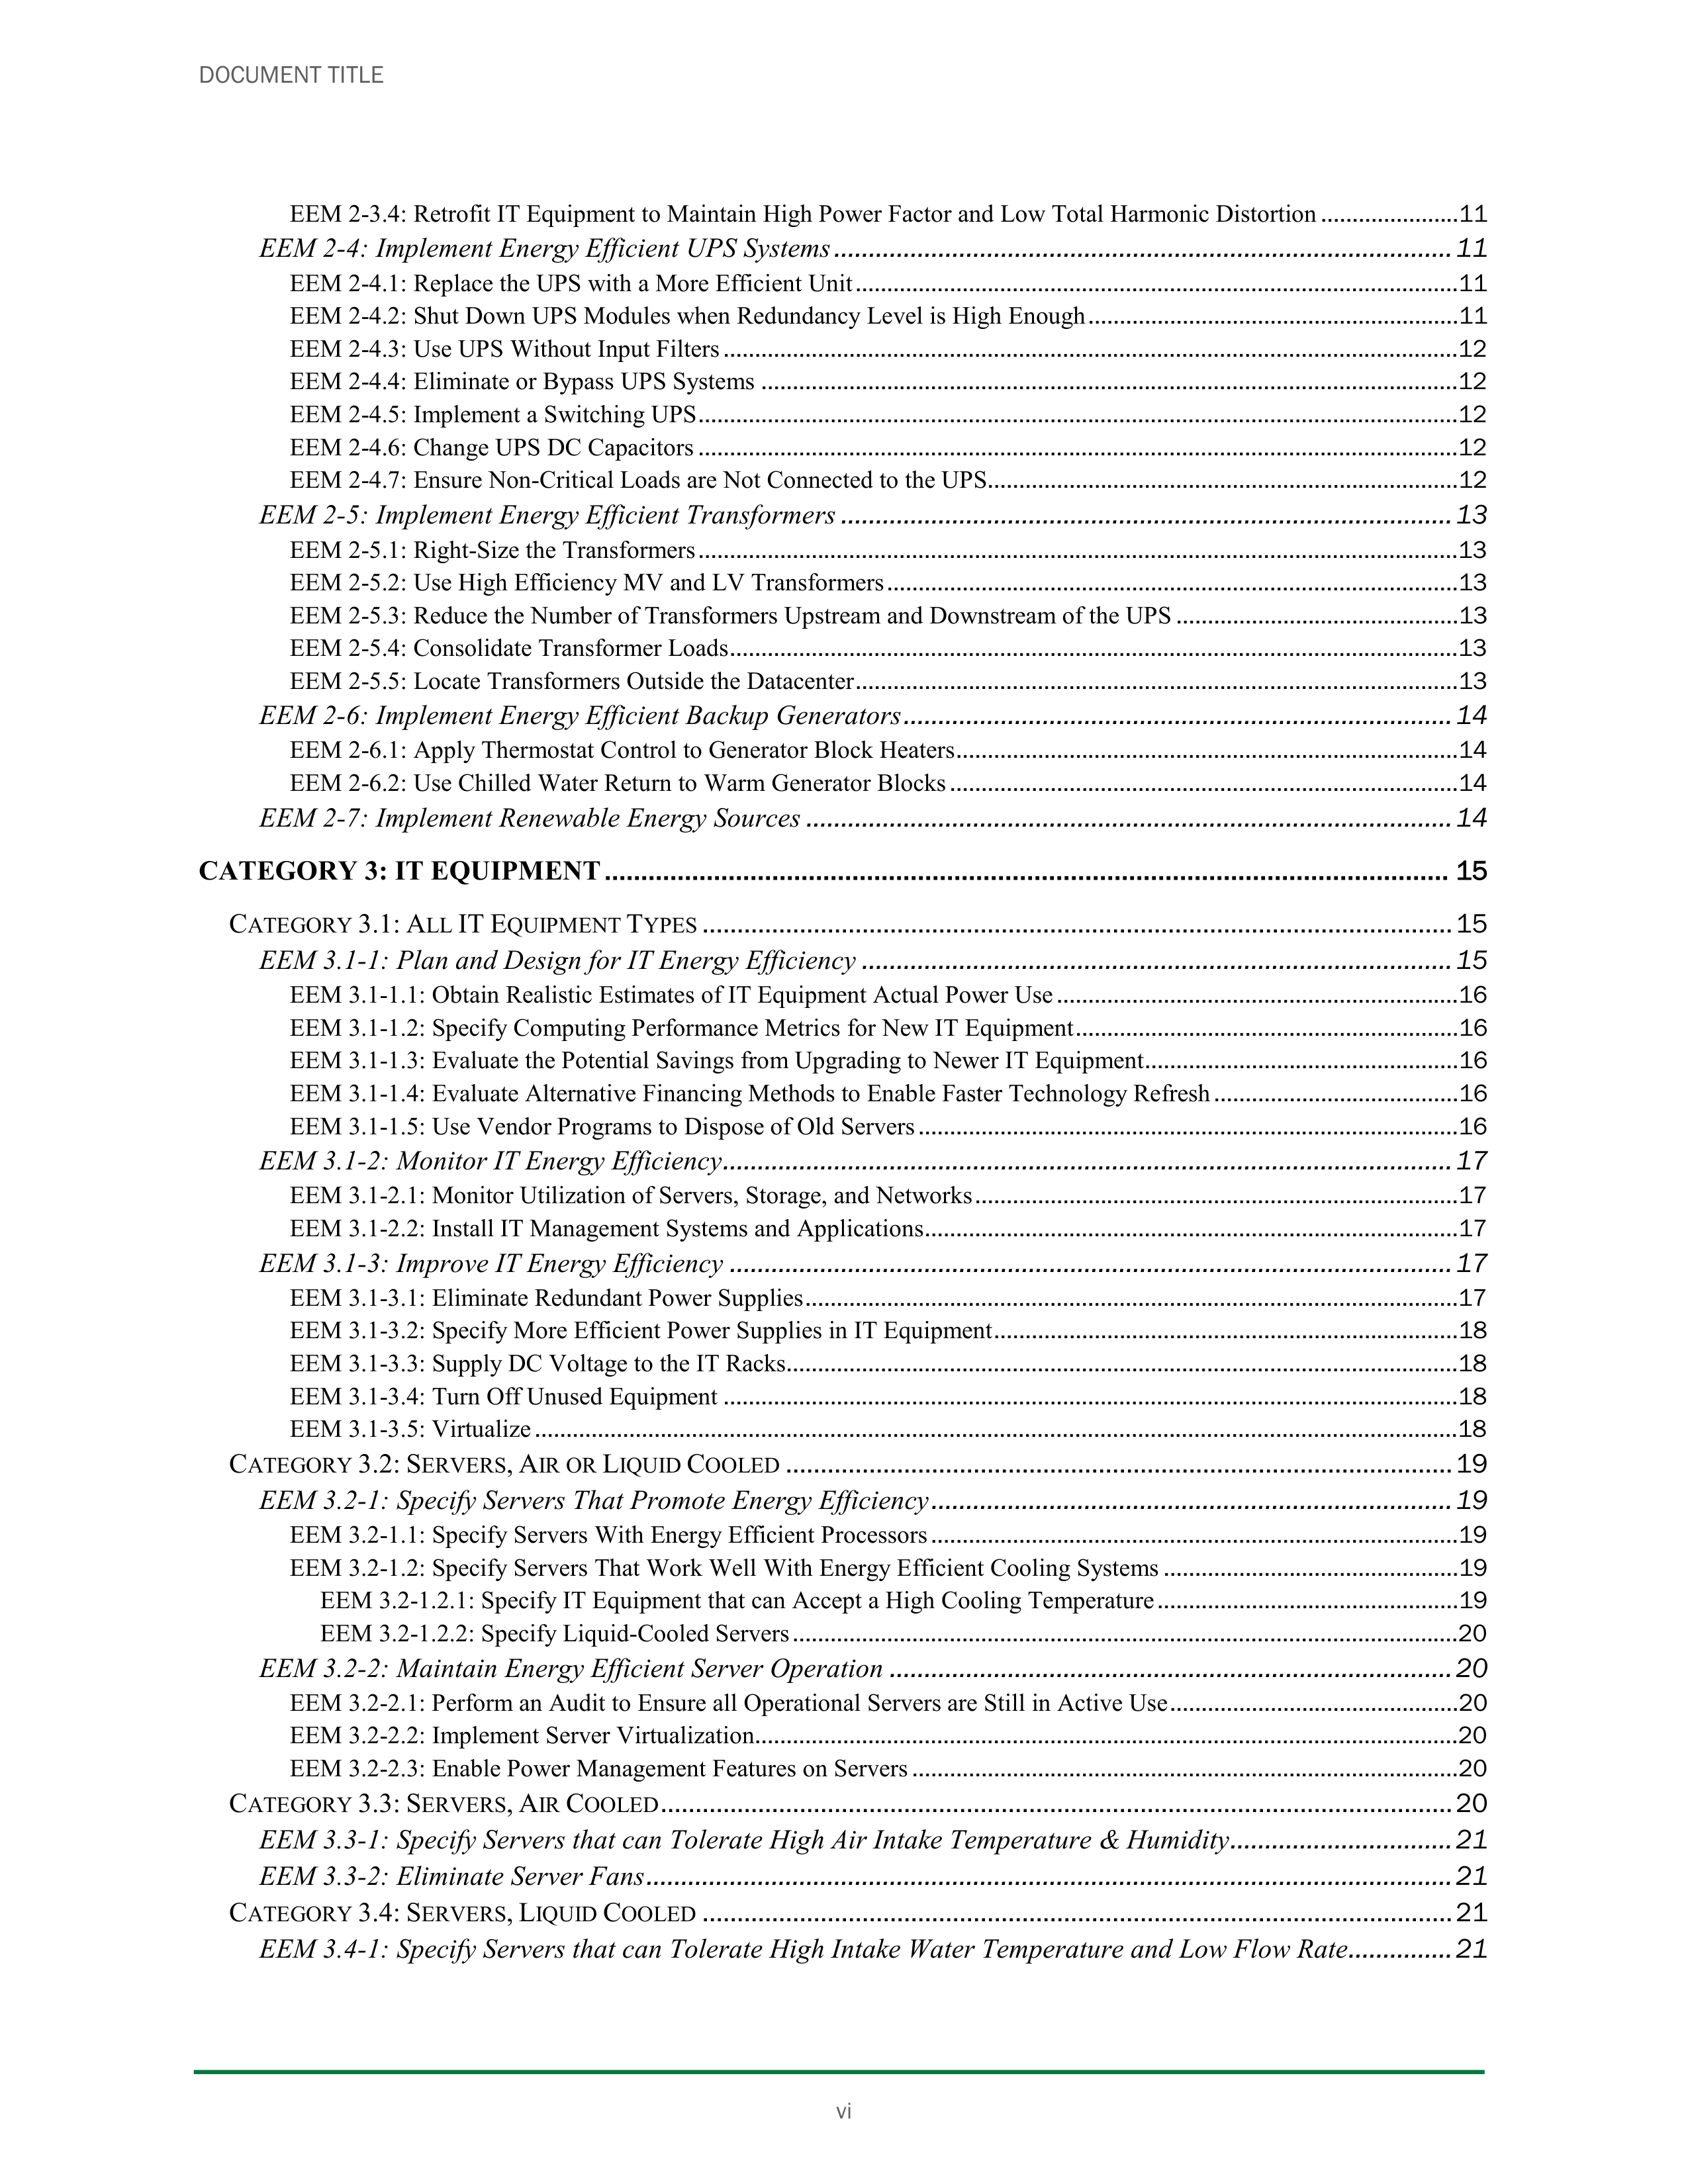 DOCUMENT TITLE
EEM 2-3.4: Retrofit IT Equipment to Maintain High Power Factor and Low Total Harmonic Distortion ......................11
EEM 2-4: Implement Energy Efficient UPS Systems ........................................ 11
EEM 2-4.1: Replace the UPS with a More Efficient Unit ........................................11
EEM 2-4.2: Shut Down UPS Modules when Redundancy Level is High Enough ........................................11
EEM 2-4.3: Use UPS Without Input Filters ........................................12
EEM 2-4.4: Eliminate or Bypass UPS Systems ........................................12
EEM 2-4.5: Implement a Switching UPS ........................................12
EEM 2-4.6: Change UPS DC Capacitors ........................................12
EEM 2-4.7: Ensure Non-Critical Loads are Not Connected to the UPS ........................................12
EEM 2-5: Implement Energy Efficient Transformers ........................................ 13
EEM 2-5.1: Right-Size the Transformers ........................................13
EEM 2-5.2: Use High Efficiency MV and LV Transformers ........................................13
EEM 2-5.3: Reduce the Number of Transformers Upstream and Downstream of the UPS ........................................13
EEM 2-5.4: Consolidate Transformer Loads ........................................13
EEM 2-5.5: Locate Transformers Outside the Datacenter ........................................13
EEM 2-6: Implement Energy Efficient Backup Generators ........................................ 14
EEM 2-6.1: Apply Thermostat Control to Generator Block Heaters ........................................14
EEM 2-6.2: Use Chilled Water Return to Warm Generator Blocks ........................................14
EEM 2-7: Implement Renewable Energy Sources ........................................ 14
CATEGORY 3: IT EQUIPMENT ........................................ 15
CATEGORY 3.1: ALL IT EQUIPMENT TYPES ........................................ 15
EEM 3.1-1: Plan and Design for IT Energy Efficiency ........................................ 15
EEM 3.1-1.1: Obtain Realistic Estimates of IT Equipment Actual Power Use ........................................16
EEM 3.1-1.2: Specify Computing Performance Metrics for New IT Equipment ........................................16
EEM 3.1-1.3: Evaluate the Potential Savings from Upgrading to Newer IT Equipment ........................................16
EEM 3.1-1.4: Evaluate Alternative Financing Methods to Enable Faster Technology Refresh ........................................16
EEM 3.1-1.5: Use Vendor Programs to Dispose of Old Servers ........................................16
EEM 3.1-2: Monitor IT Energy Efficiency ........................................ 17
EEM 3.1-2.1: Monitor Utilization of Servers, Storage, and Networks ........................................17
EEM 3.1-2.2: Install IT Management Systems and Applications ........................................17
EEM 3.1-3: Improve IT Energy Efficiency ........................................ 17
EEM 3.1-3.1: Eliminate Redundant Power Supplies ........................................17
EEM 3.1-3.2: Specify More Efficient Power Supplies in IT Equipment ........................................18
EEM 3.1-3.3: Supply DC Voltage to the IT Racks ........................................18
EEM 3.1-3.4: Turn Off Unused Equipment ........................................18
EEM 3.1-3.5: Virtualize ........................................18
CATEGORY 3.2: SERVERS, AIR OR LIQUID COOLED ........................................ 19
EEM 3.2-1: Specify Servers That Promote Energy Efficiency ........................................ 19
EEM 3.2-1.1: Specify Servers With Energy Efficient Processors ........................................19
EEM 3.2-1.2: Specify Servers That Work Well With Energy Efficient Cooling Systems ........................................19
EEM 3.2-1.2.1: Specify IT Equipment that can Accept a High Cooling Temperature ........................................19
EEM 3.2-1.2.2: Specify Liquid-Cooled Servers ........................................20
EEM 3.2-2: Maintain Energy Efficient Server Operation ........................................ 20
EEM 3.2-2.1: Perform an Audit to Ensure all Operational Servers are Still in Active Use ........................................20
EEM 3.2-2.2: Implement Server Virtualization ........................................20
EEM 3.2-2.3: Enable Power Management Features on Servers ........................................20
CATEGORY 3.3: SERVERS, AIR COOLED ........................................ 20
EEM 3.3-1: Specify Servers that can Tolerate High Air Intake Temperature & Humidity ................................ 21
EEM 3.3-2: Eliminate Server Fans ........................................ 21
CATEGORY 3.4: SERVERS, LIQUID COOLED ........................................ 21
EEM 3.4-1: Specify Servers that can Tolerate High Intake Water Temperature and Low Flow Rate ............... 21
vi